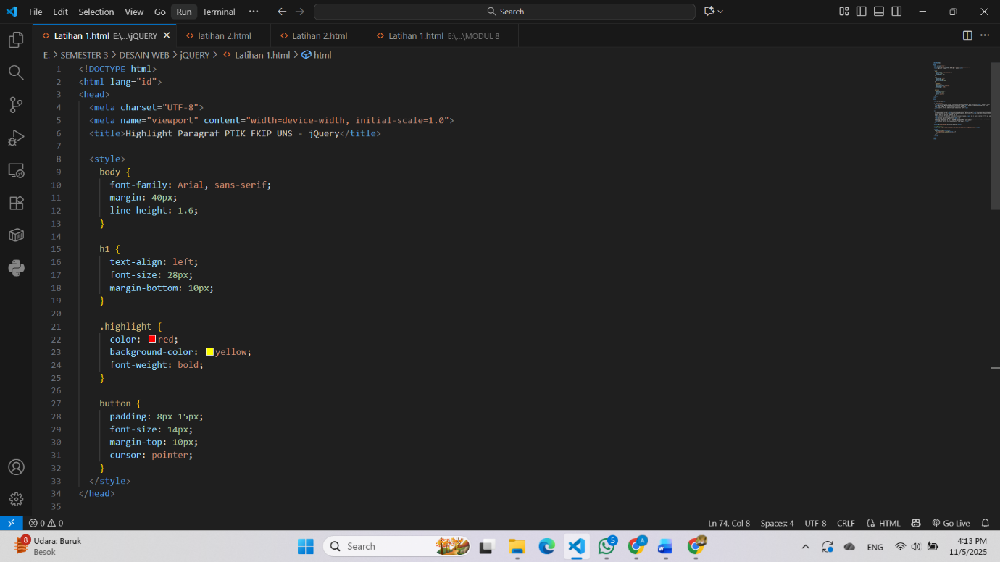 File Edit Selection View Go Run Terminal ··· Search
Latihan 1.html E:\...\jQUERY latihan 2.html Latihan 2.html Latihan 1.html E:\...\MODUL 8
E: > SEMESTER 3 > DESAIN WEB > jQUERY > Latihan 1.html > html
1 <!DOCTYPE html>
2 <html lang="id">
3 <head>
4 <meta charset="UTF-8">
5 <meta name="viewport" content="width=device-width, initial-scale=1.0">
6 <title>Highlight Paragraf PTIK FKIP UNS - jQuery</title>
7
8 <style>
9 body {
10 font-family: Arial, sans-serif;
11 margin: 40px;
12 line-height: 1.6;
13 }
14
15 h1 {
16 text-align: left;
17 font-size: 28px;
18 margin-bottom: 10px;
19 }
20
21 .highlight {
22 color: red;
23 background-color: yellow;
24 font-weight: bold;
25 }
26
27 button {
28 padding: 8px 15px;
29 font-size: 14px;
30 margin-top: 10px;
31 cursor: pointer;
32 }
33 </style>
34 </head>
35
0 0 Ln 74, Col 8 Spaces: 4 UTF-8 CRLF HTML Go Live
8 Udara: Buruk Search 5 A ENG 4:13 PM
Besok 11/5/2025